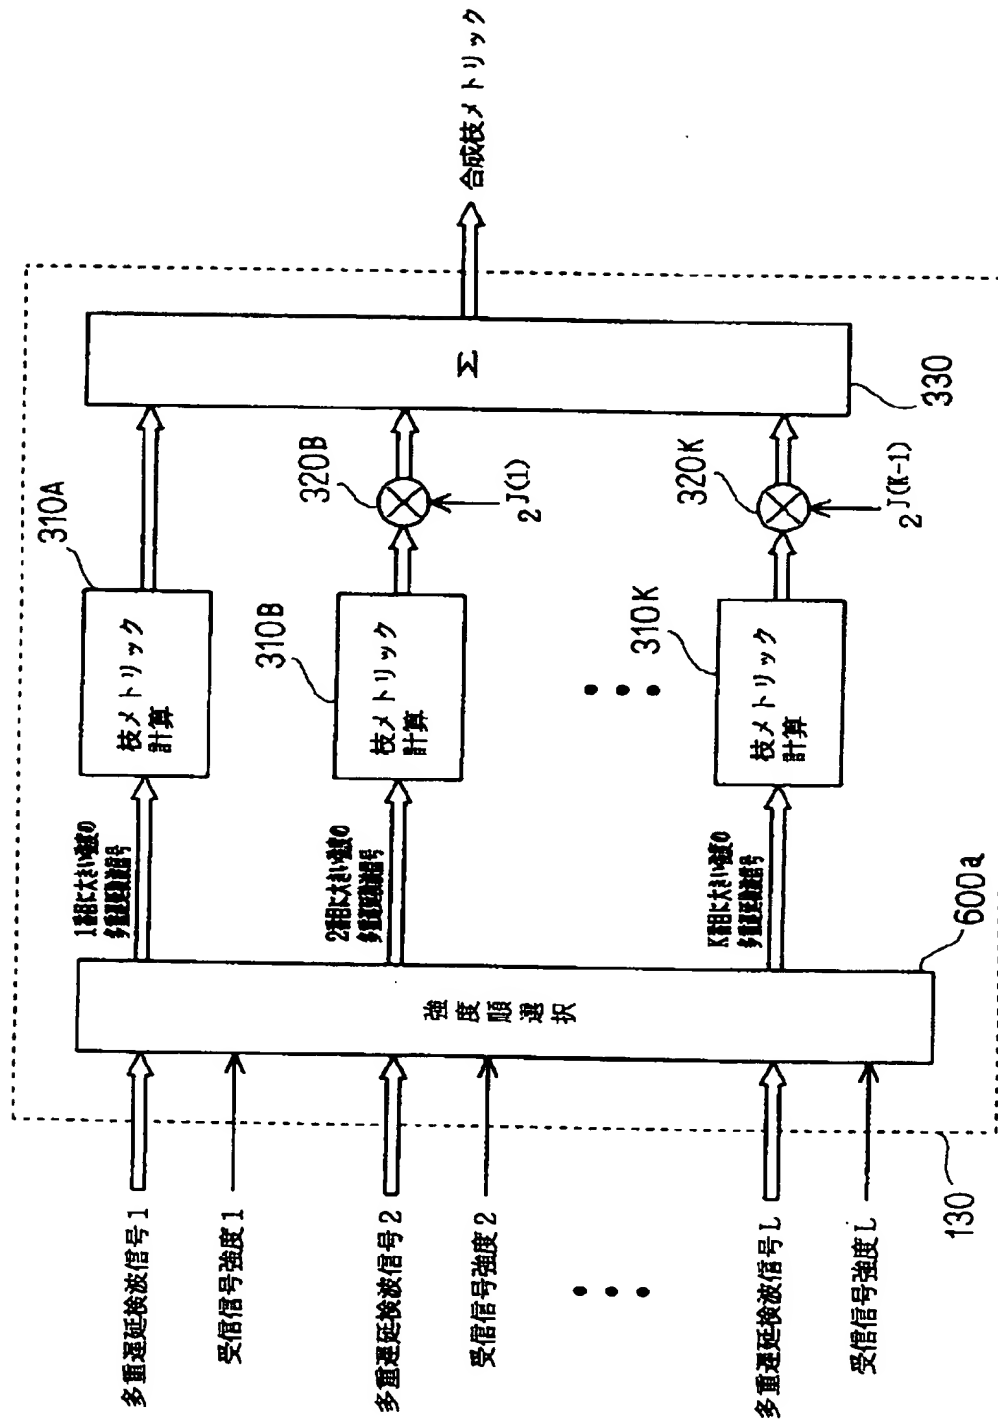 多重遅延検波信号1
受信信号強度1
多重遅延検波信号2
受信信号強度2
多重遅延検波信号L
受信信号強度L
130
強度順選択
600a
1番目に大きい強度の
多重遅延検波信号
2番目に大きい強度の
多重遅延検波信号
K番目に大きい強度の
多重遅延検波信号
枝メトリック
計算
310A
枝メトリック
計算
310B
枝メトリック
計算
310K
320B
2^J(1)
320K
2^J(K-1)
Σ
330
合成枝メトリック